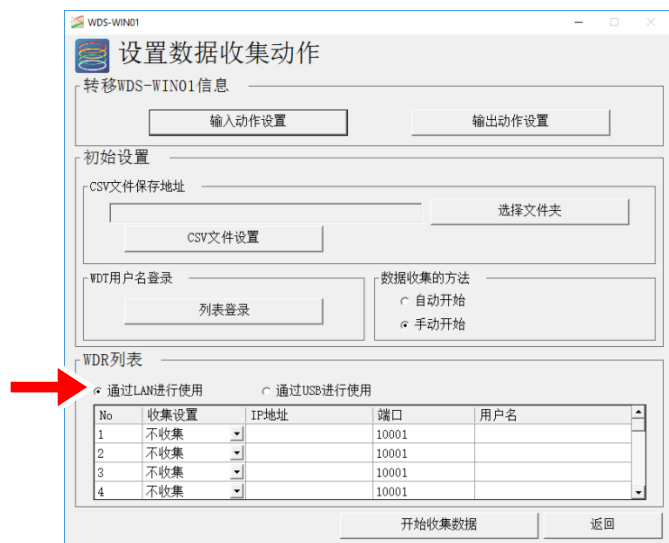 WDS-WIN01
设置数据收集动作
转移WDS-WIN01信息
输入动作设置 输出动作设置
初始设置
CSV文件保存地址
选择文件夹
CSV文件设置
WDT用户名登录 数据收集的方法
列表登录 自动开始
手动开始
WDR列表
通过LAN进行使用 通过USB进行使用
No 收集设置 IP地址 端口 用户名
1 不收集 10001
2 不收集 10001
3 不收集 10001
4 不收集 10001
开始收集数据 返回